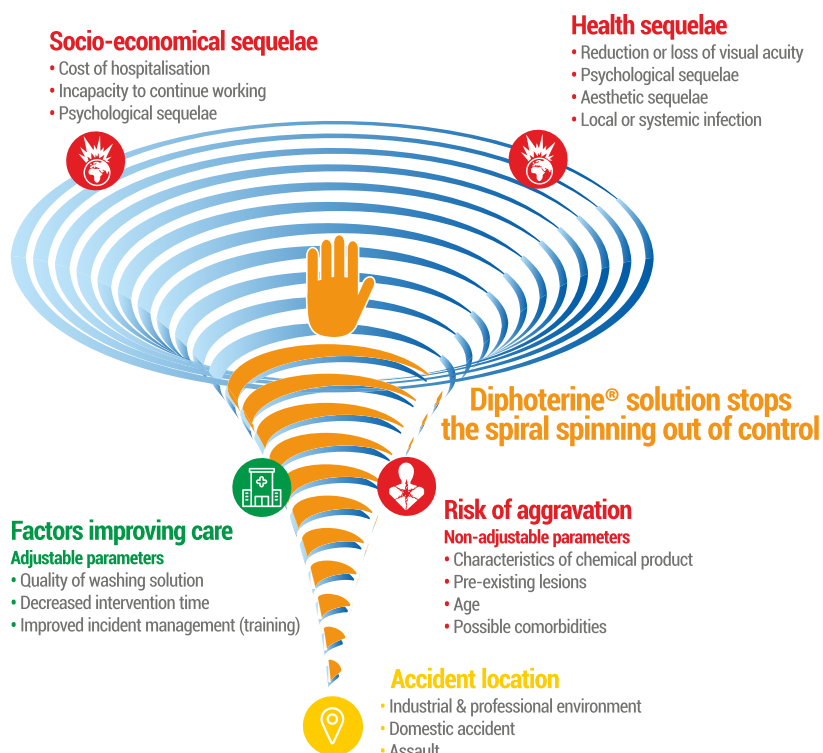 Socio-economical sequelae
• Cost of hospitalisation
• Incapacity to continue working
• Psychological sequelae
Health sequelae
• Reduction or loss of visual acuity
• Psychological sequelae
• Aesthetic sequelae
• Local or systemic infection
Diphoterine® solution stops
the spiral spinning out of control
Factors improving care
Adjustable parameters
• Quality of washing solution
• Decreased intervention time
• Improved incident management (training)
Risk of aggravation
Non-adjustable parameters
• Characteristics of chemical product
• Pre-existing lesions
• Age
• Possible comorbidities
Accident location
• Industrial & professional environment
• Domestic accident
• Assault